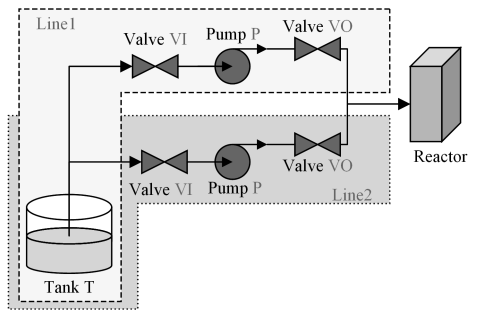 Line1
Valve VI
Pump P
Valve VO
Reactor
Valve VI
Pump P
Valve VO
Line2
Tank T